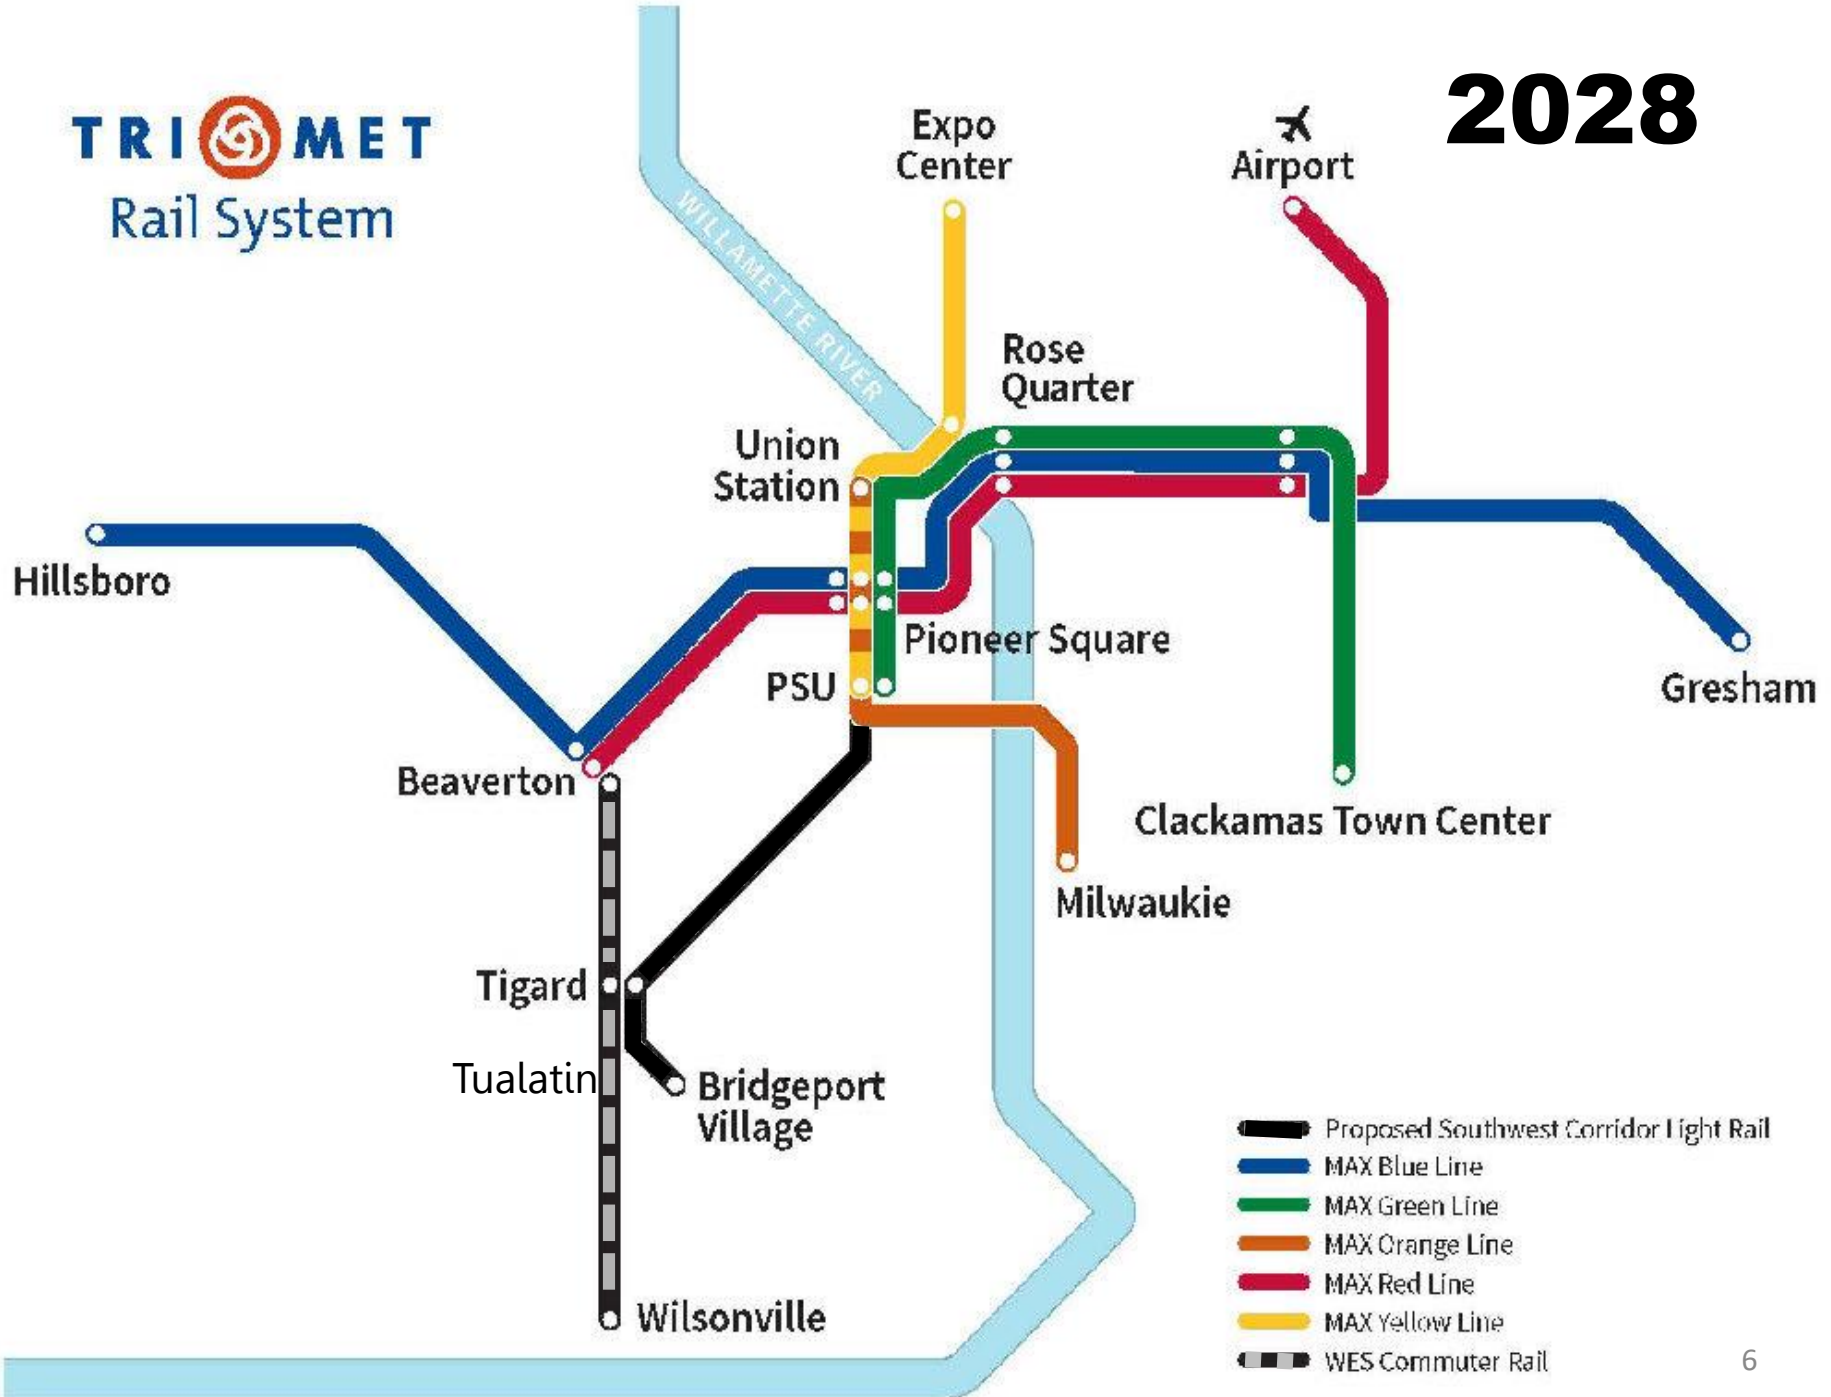 2028
TRI MET
Rail System
Expo
Center
Airport
WILLAMETTE RIVER
Rose
Quarter
Union
Station
Hillsboro
Pioneer Square
PSU
Gresham
Beaverton
Clackamas Town Center
Milwaukie
Tigard
Tualatin
Bridgeport
Village
Wilsonville
Proposed Southwest Corridor Light Rail
MAX Blue Line
MAX Green Line
MAX Orange Line
MAX Red Line
MAX Yellow Line
WES Commuter Rail
6